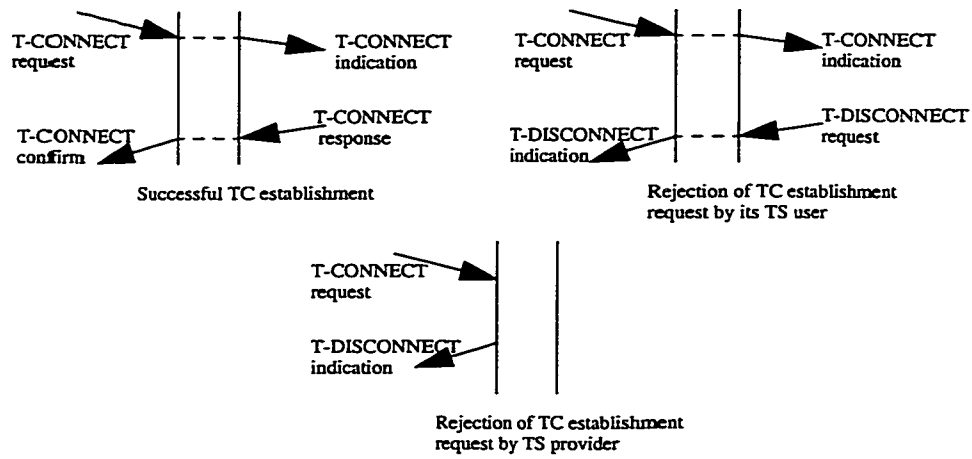 T-CONNECT
request
T-CONNECT
indication
T-CONNECT
confirm
T-CONNECT
response
Successful TC establishment
T-CONNECT
request
T-CONNECT
indication
T-DISCONNECT
indication
T-DISCONNECT
request
Rejection of TC establishment
request by its TS user
T-CONNECT
request
T-DISCONNECT
indication
Rejection of TC establishment
request by TS provider